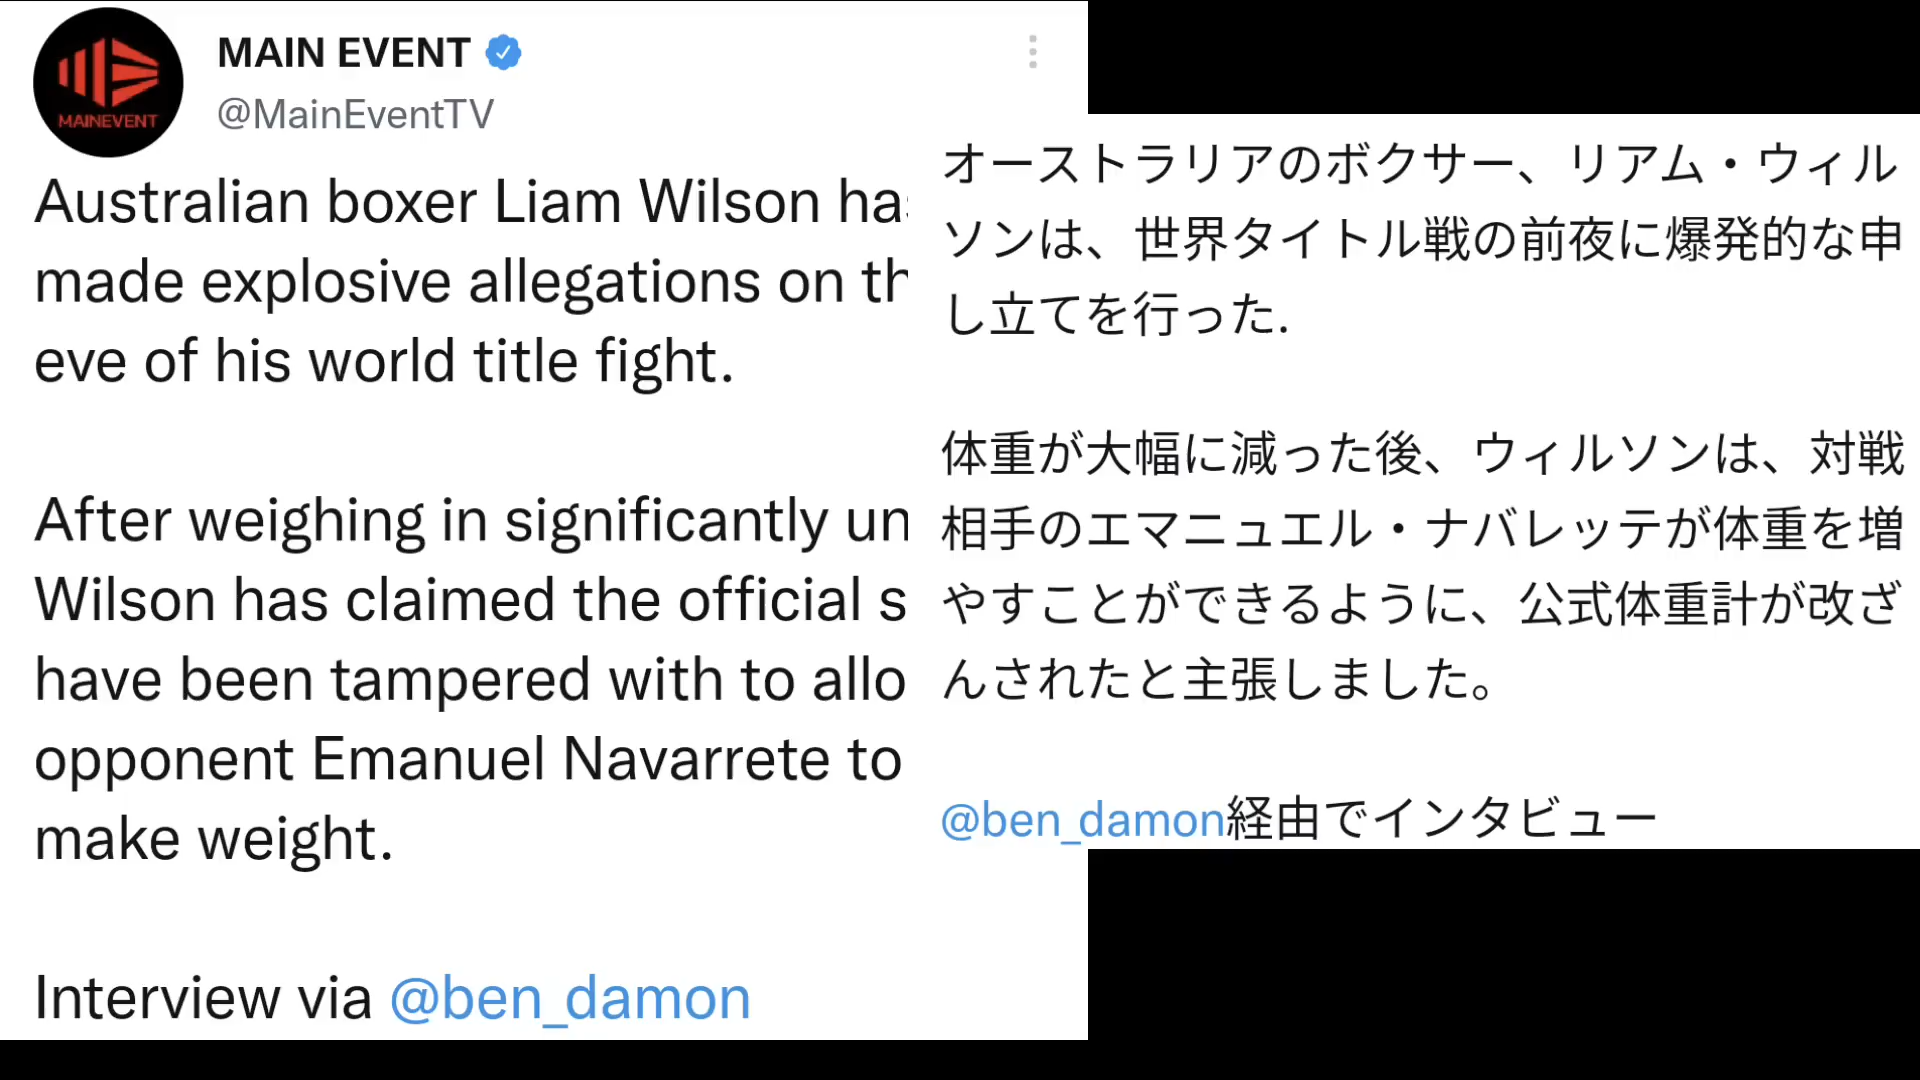 MAIN EVENT
@MainEventTV
MAINEVENT
Australian boxer Liam Wilson
made explosive allegations on
eve of his world title fight.
After weighing in significantly
Wilson has claimed the official
have been tampered with to
opponent Emanuel Navarrete to
make weight.
Interview via @ben_damon
オーストラリアのボクサー、リアム・ウィル
ソンは、世界タイトル戦の前夜に爆発的な申
し立てを行った.
体重が大幅に減った後、ウィルソンは、対戦
相手のエマニュエル・ナバレッテが体重を増
やすことができるように、公式体重計が改ざ
んされたと主張しました。
@ben_damon経由でインタビュー